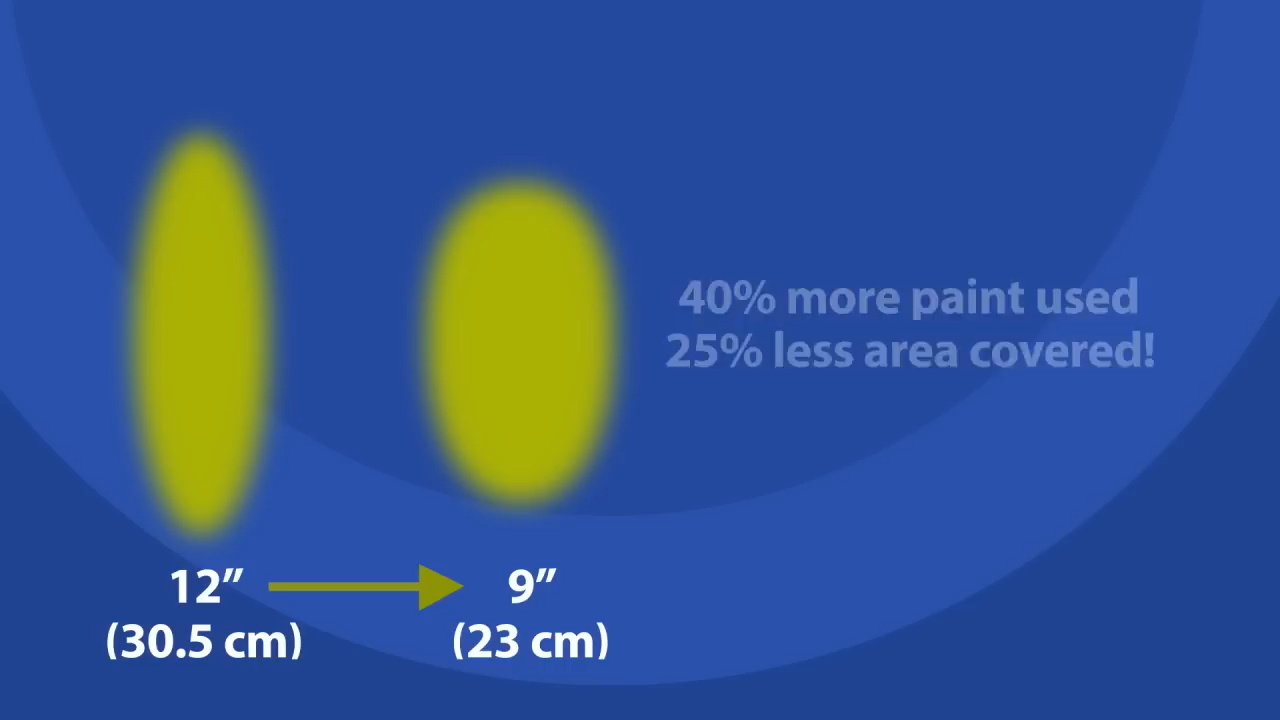 40% more paint used
25% less area covered!
12” 9”
(30.5 cm) (23 cm)